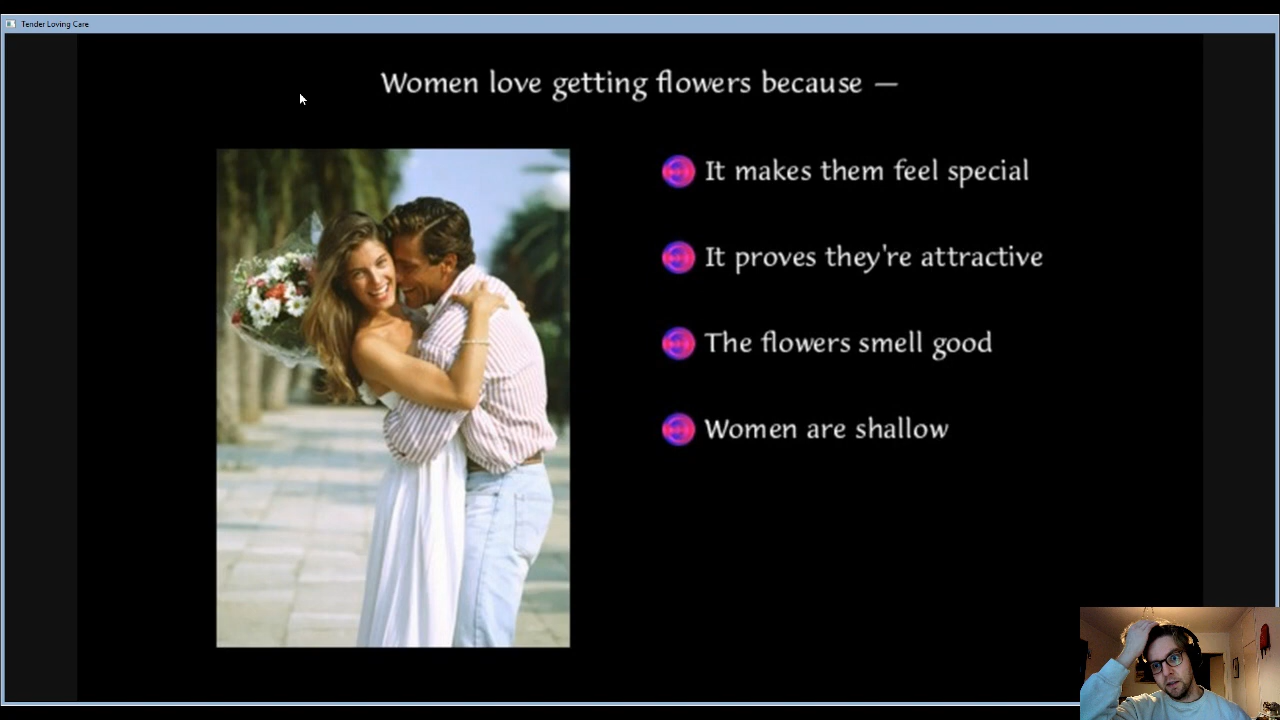 Tender Loving Care
Women love getting flowers because —
It makes them feel special
It proves they're attractive
The flowers smell good
Women are shallow